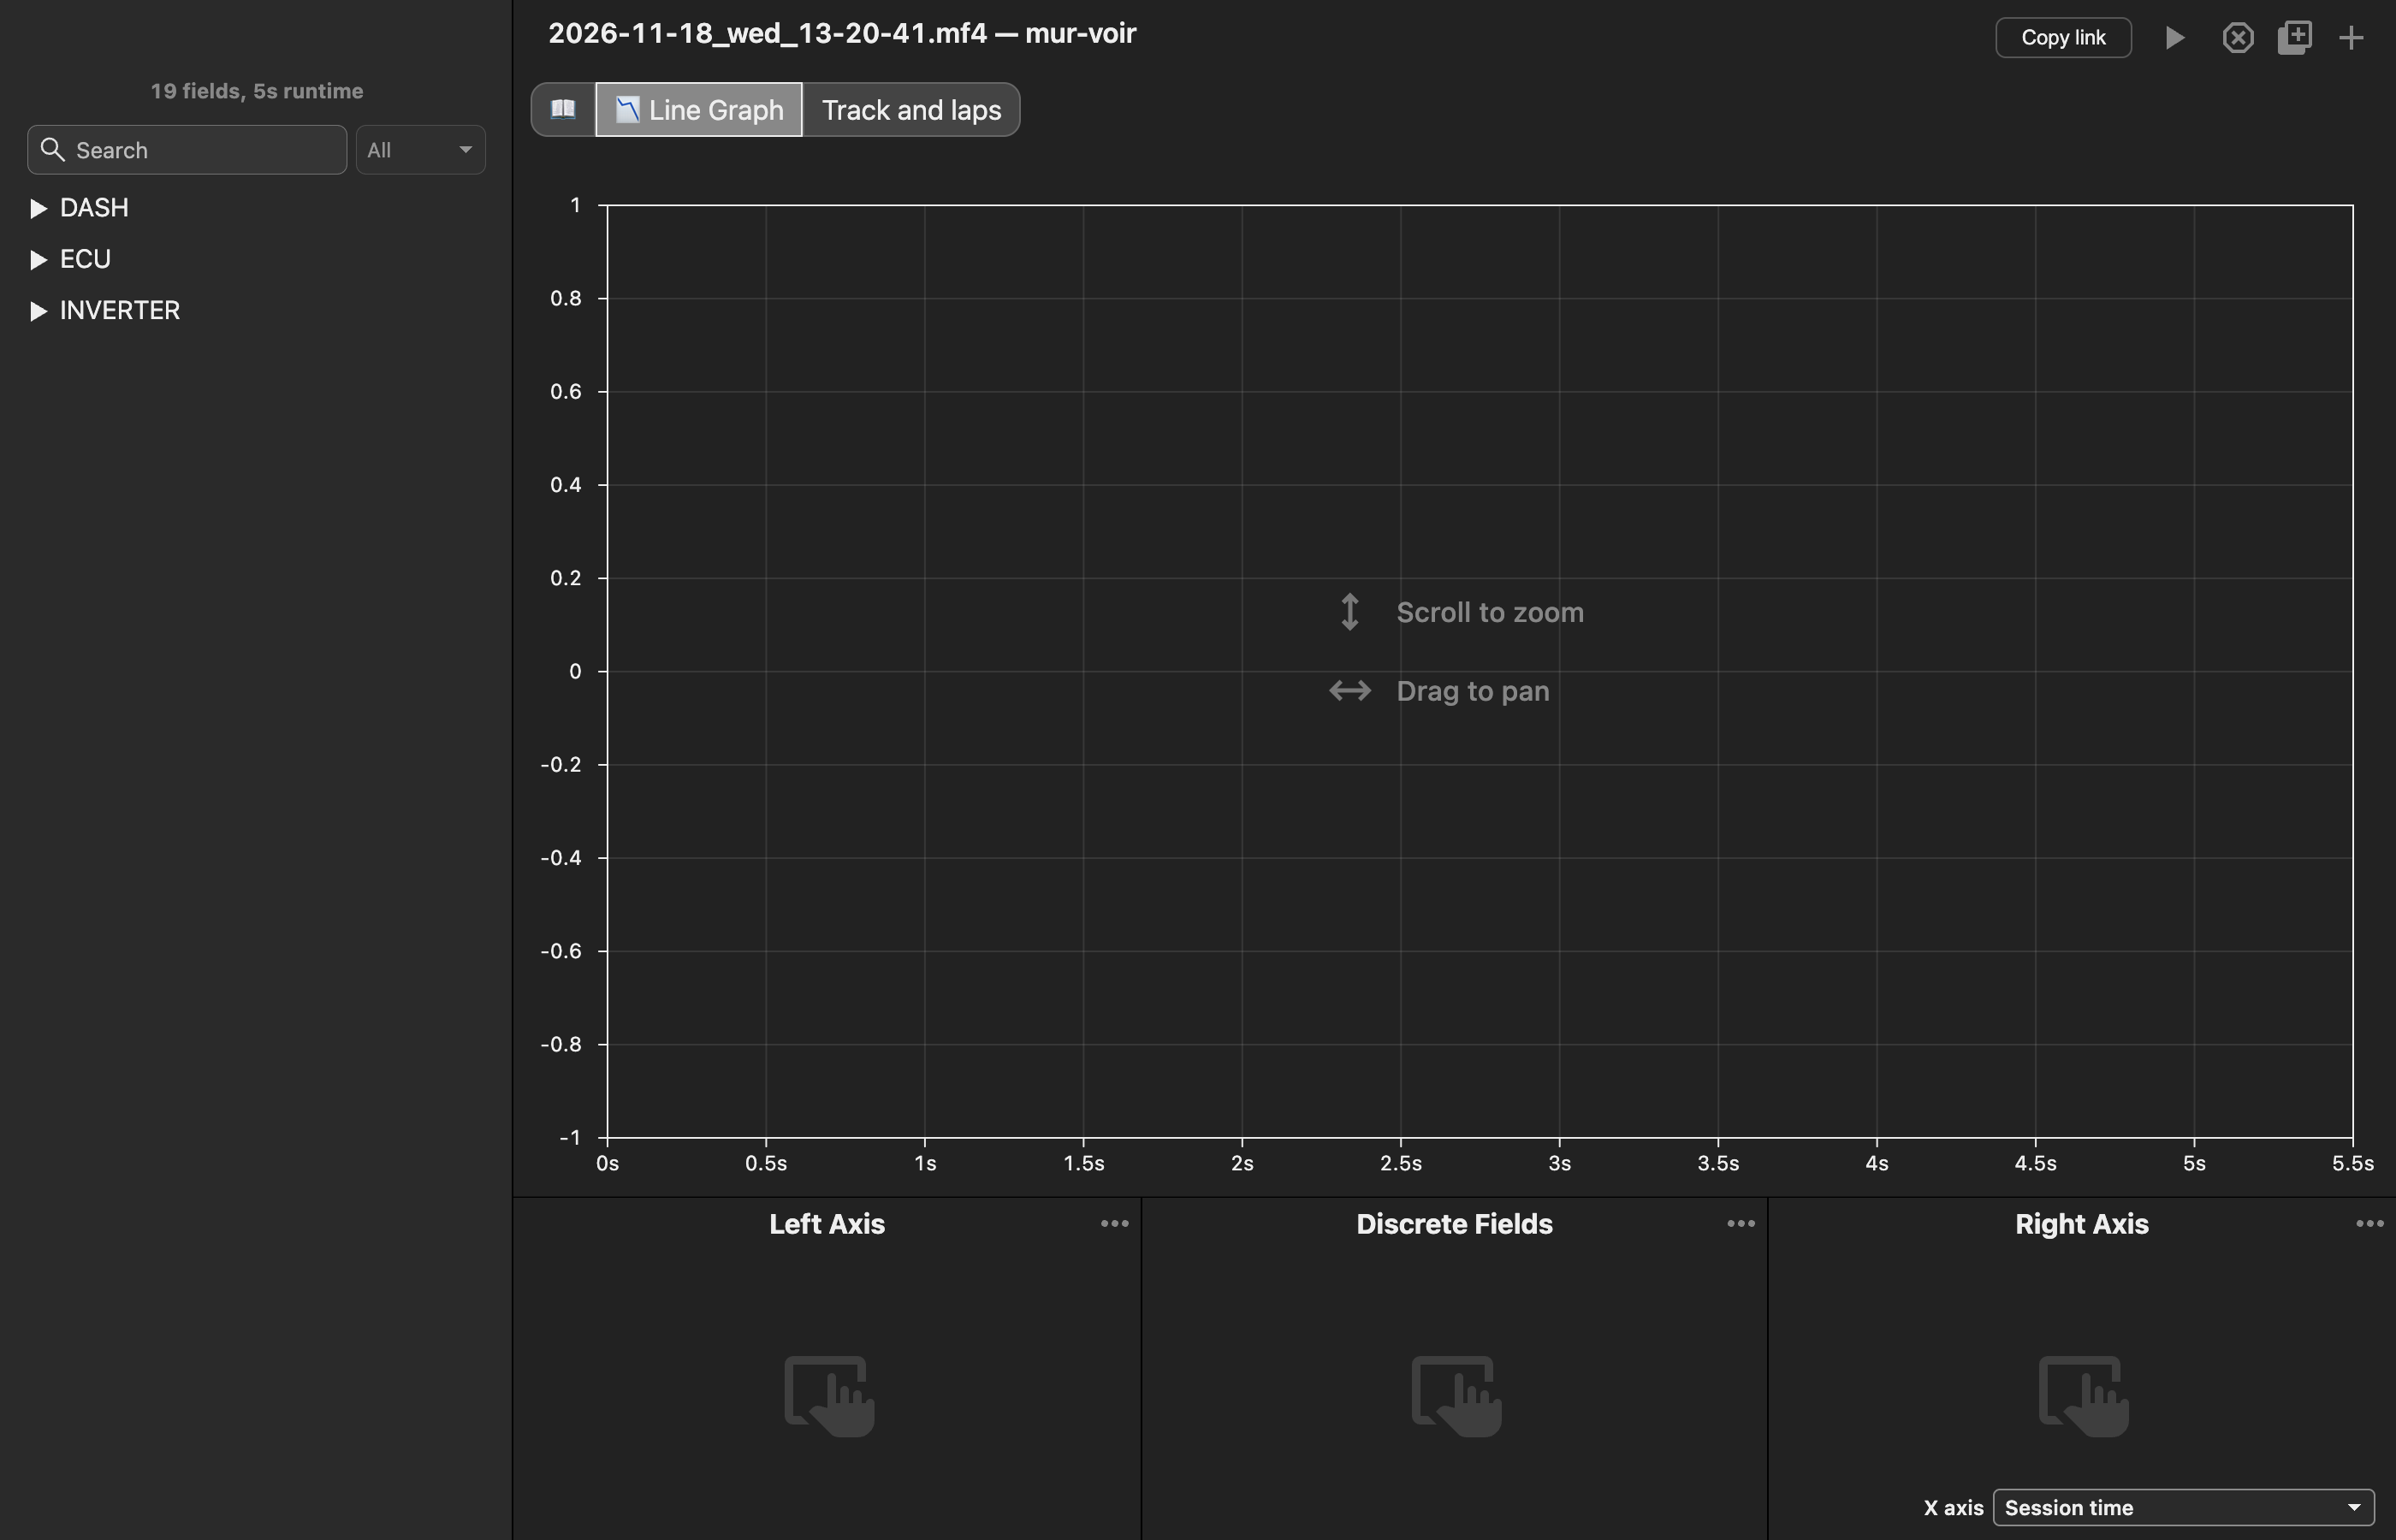 2026-11-18_wed_13-20-41.mf4 — mur-voir
Copy link
19 fields, 5s runtime
Search
All
DASH
ECU
INVERTER
Line Graph
Track and laps
1
0.8
0.6
0.4
0.2
0
-0.2
-0.4
-0.6
-0.8
-1
Scroll to zoom
Drag to pan
0s 0.5s 1s 1.5s 2s 2.5s 3s 3.5s 4s 4.5s 5s 5.5s
Left Axis
Discrete Fields
Right Axis
X axis
Session time